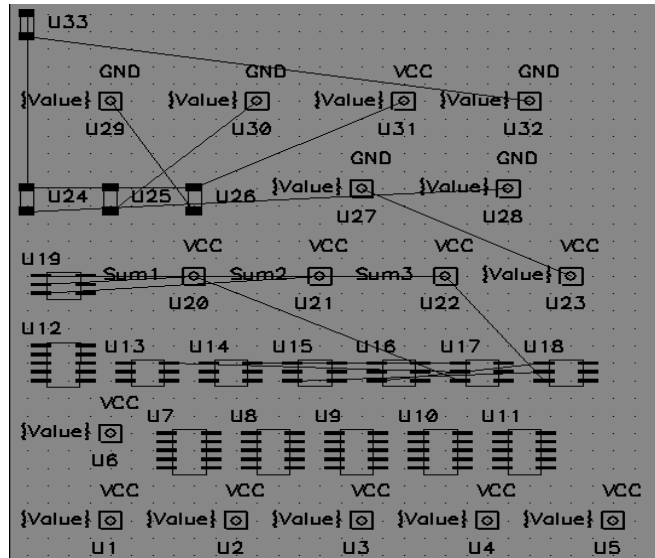 U33
GND GND VCC GND
{Value} {Value} {Value} {Value}
U29 U30 U31 U32
GND GND
U24 U25 U26 {Value} {Value}
U27 U28
VCC VCC VCC VCC
U19
Sum1 Sum2 Sum3 {Value}
U20 U21 U22 U23
U12
U13 U14 U15 U16 U17 U18
VCC
U7 U8 U9 U10 U11
{Value}
U6
VCC VCC VCC VCC VCC
{Value} {Value} {Value} {Value} {Value}
U1 U2 U3 U4 U5